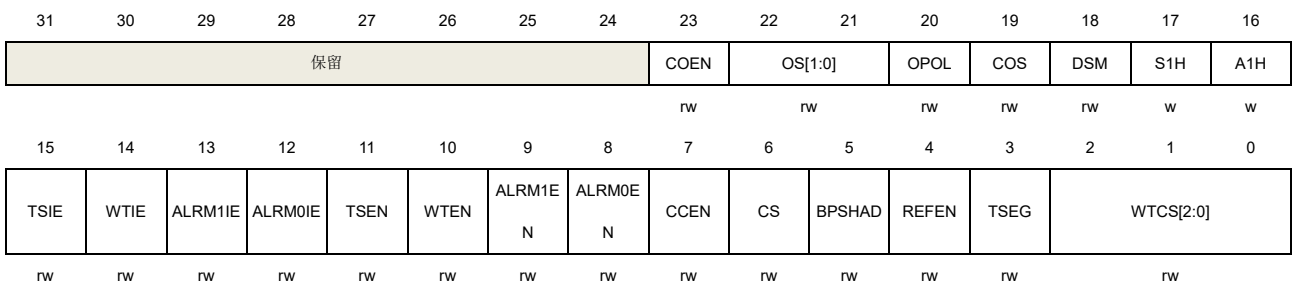 31 30 29 28 27 26 25 24 23 22 21 20 19 18 17 16
保留 COEN OS[1:0] OPOL COS DSM S1H A1H
rw rw rw rw rw w w
15 14 13 12 11 10 9 8 7 6 5 4 3 2 1 0
TSIE WTIE ALRM1IE ALRM0IE TSEN WTEN ALRM1E ALRM0E CCEN CS BPSHAD REFEN TSEG WTCS[2:0]
N N
rw rw rw rw rw rw rw rw rw rw rw rw rw rw